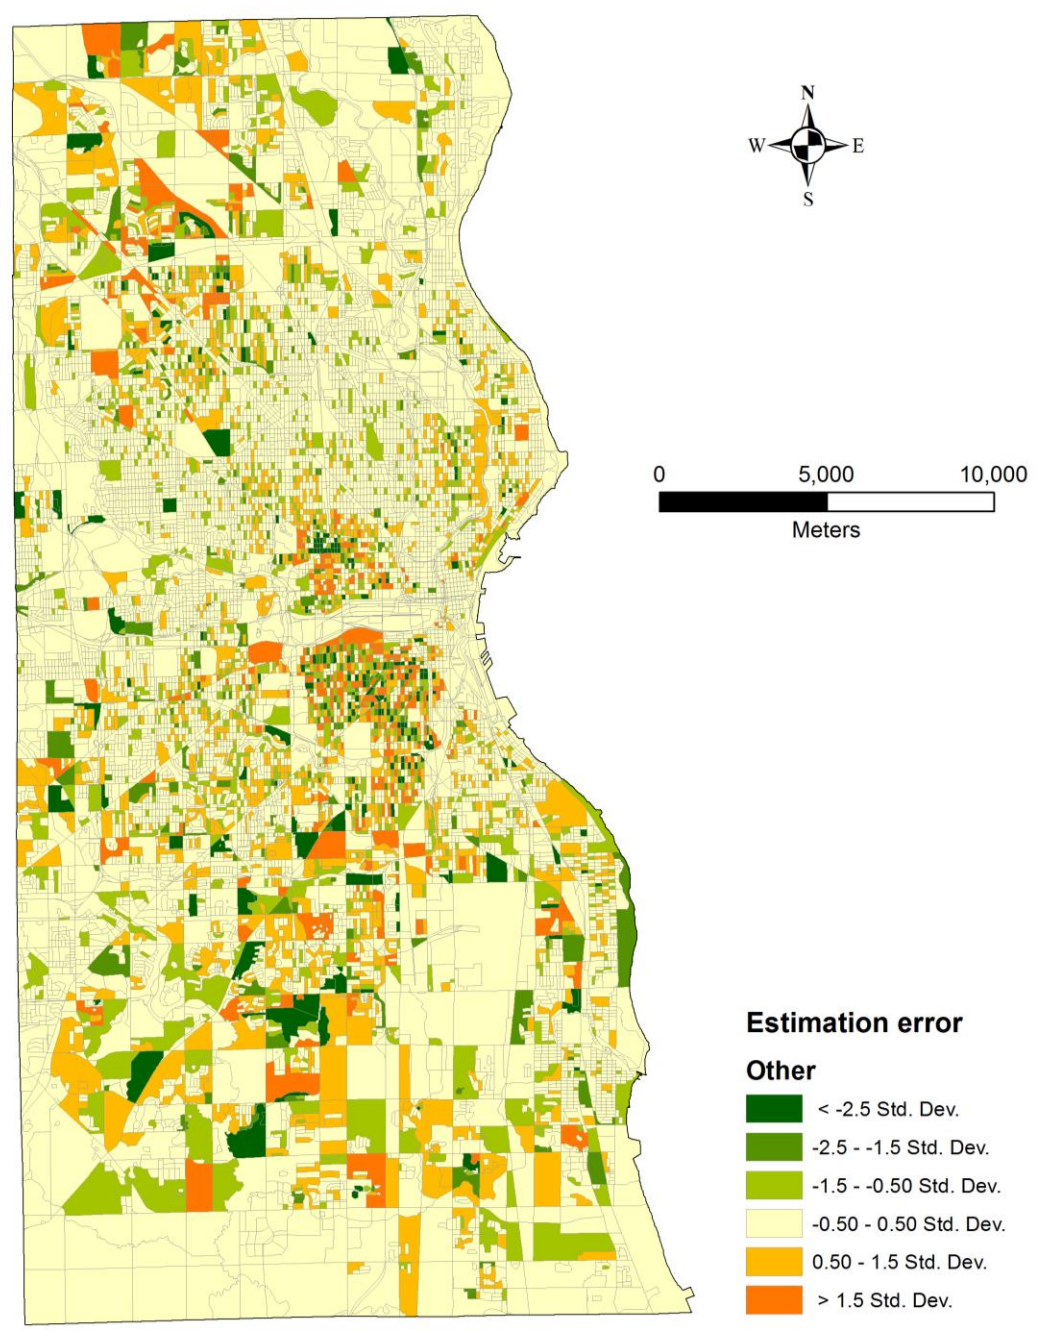 N
W E
S
0 5,000 10,000
Meters
Estimation error
Other
< -2.5 Std. Dev.
-2.5 - -1.5 Std. Dev.
-1.5 - -0.50 Std. Dev.
-0.50 - 0.50 Std. Dev.
0.50 - 1.5 Std. Dev.
> 1.5 Std. Dev.